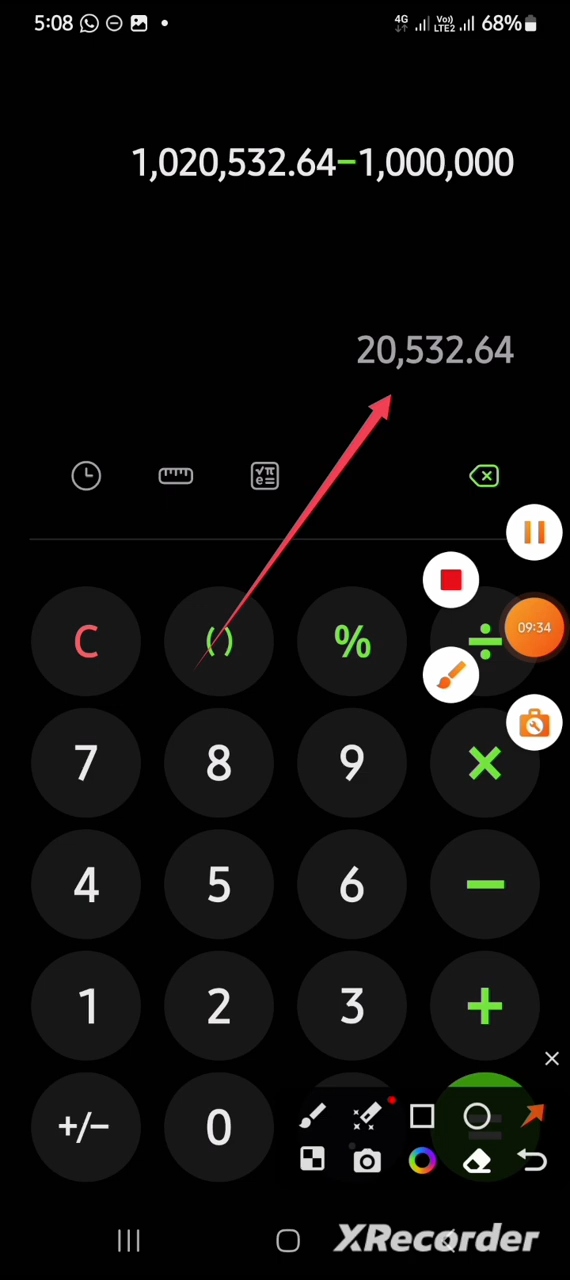 5:08 4G Vo)) LTE2 68%
1,020,532.64−1,000,000
20,532.64
√π
e=
C () % ÷
09:34
7 8 9 ×
4 5 6 −
1 2 3 +
+/− 0
XRecorder